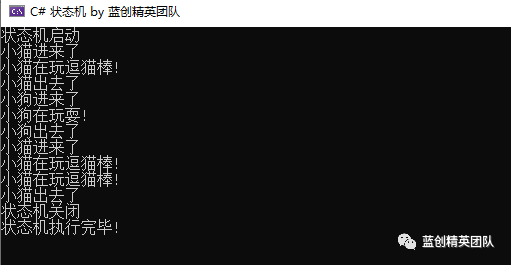 C# 状态机 by 蓝创精英团队
状态机启动
小猫进来了
小猫在玩逗猫棒!
小猫出去了
小狗进来了
小狗在玩耍!
小狗出去了
小猫进来了
小猫在玩逗猫棒!
小猫在玩逗猫棒!
小猫出去了
状态机关闭
状态机执行完毕!
蓝创精英团队